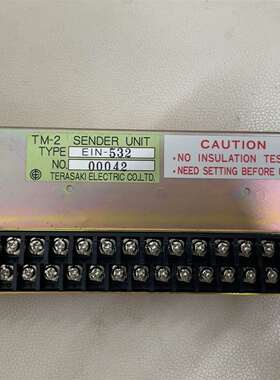 TM-2 SENDER UNIT
TYPE EIN-532
NO. 00042
TERASAKI ELECTRIC CO.,LTD.
CAUTION
•NO INSULATION TES
•NEED SETTING BEFORE U